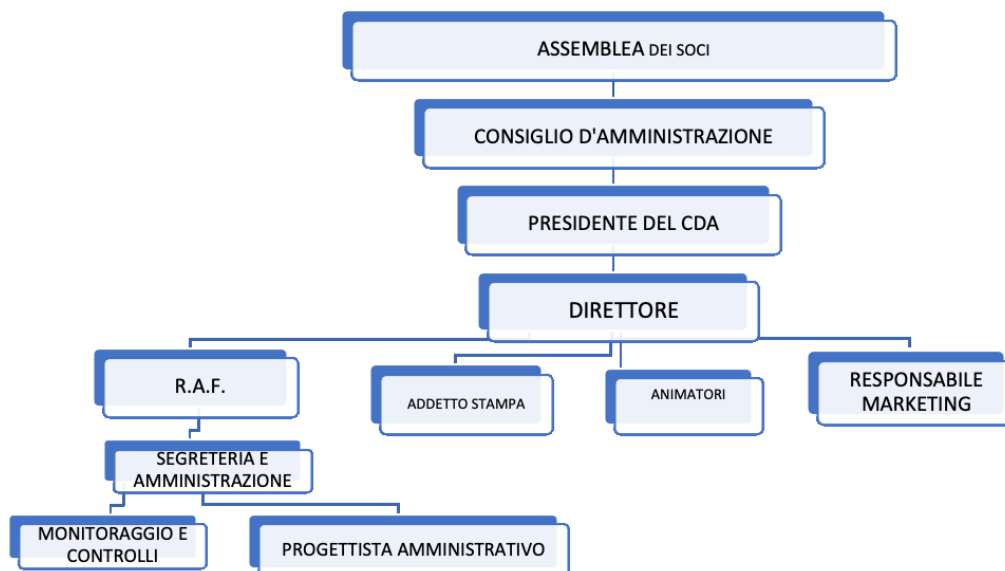 ASSEMBLEA DEI SOCI
CONSIGLIO D'AMMINISTRAZIONE
PRESIDENTE DEL CDA
DIRETTORE
R.A.F.
ADDETTO STAMPA
ANIMATORI
RESPONSABILE
MARKETING
SEGRETERIA E
AMMINISTRAZIONE
MONITORAGGIO E
CONTROLLI
PROGETTISTA AMMINISTRATIVO